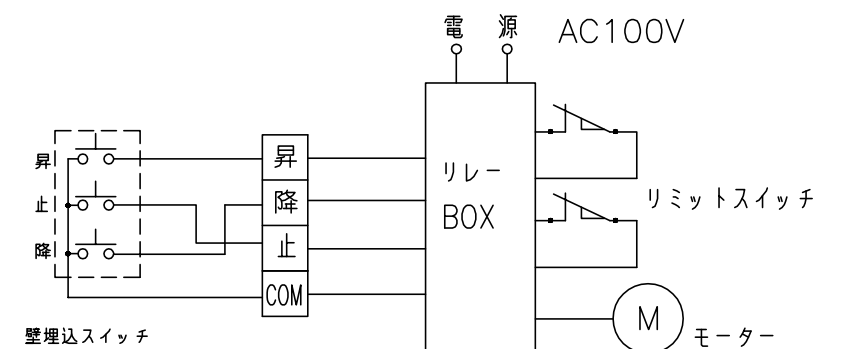 電 源 AC100V
昇
止
降
壁埋込スイッチ
昇
降
止
COM
リレー
BOX
リミットスイッチ
M
モーター